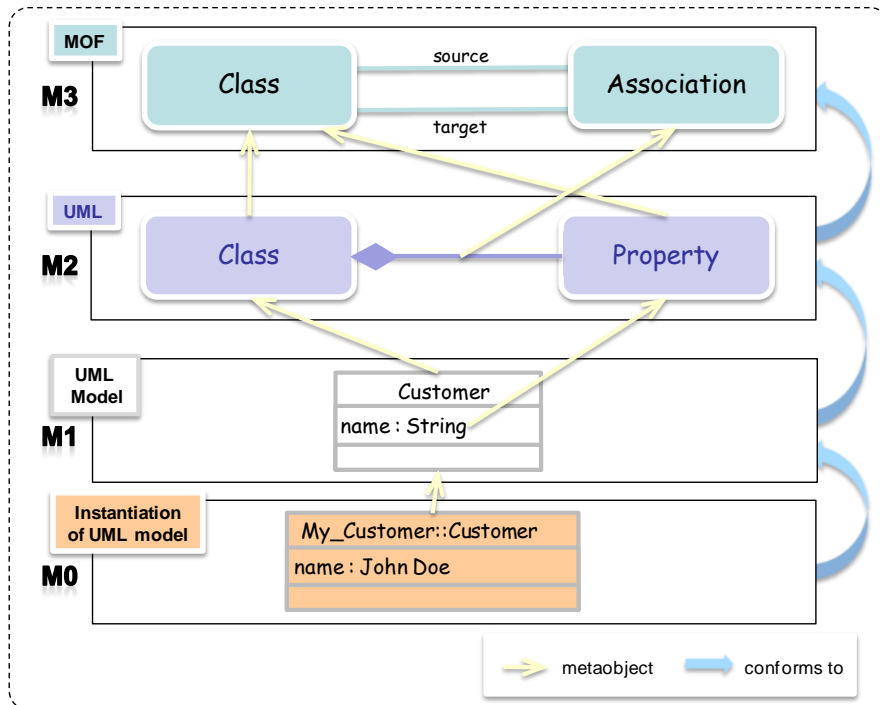 MOF
M3
Class
source
target
Association
UML
M2
Class
Property
UML
Model
M1
Customer
name : String
Instantiation
of UML model
M0
My_Customer::Customer
name : John Doe
metaobject
conforms to